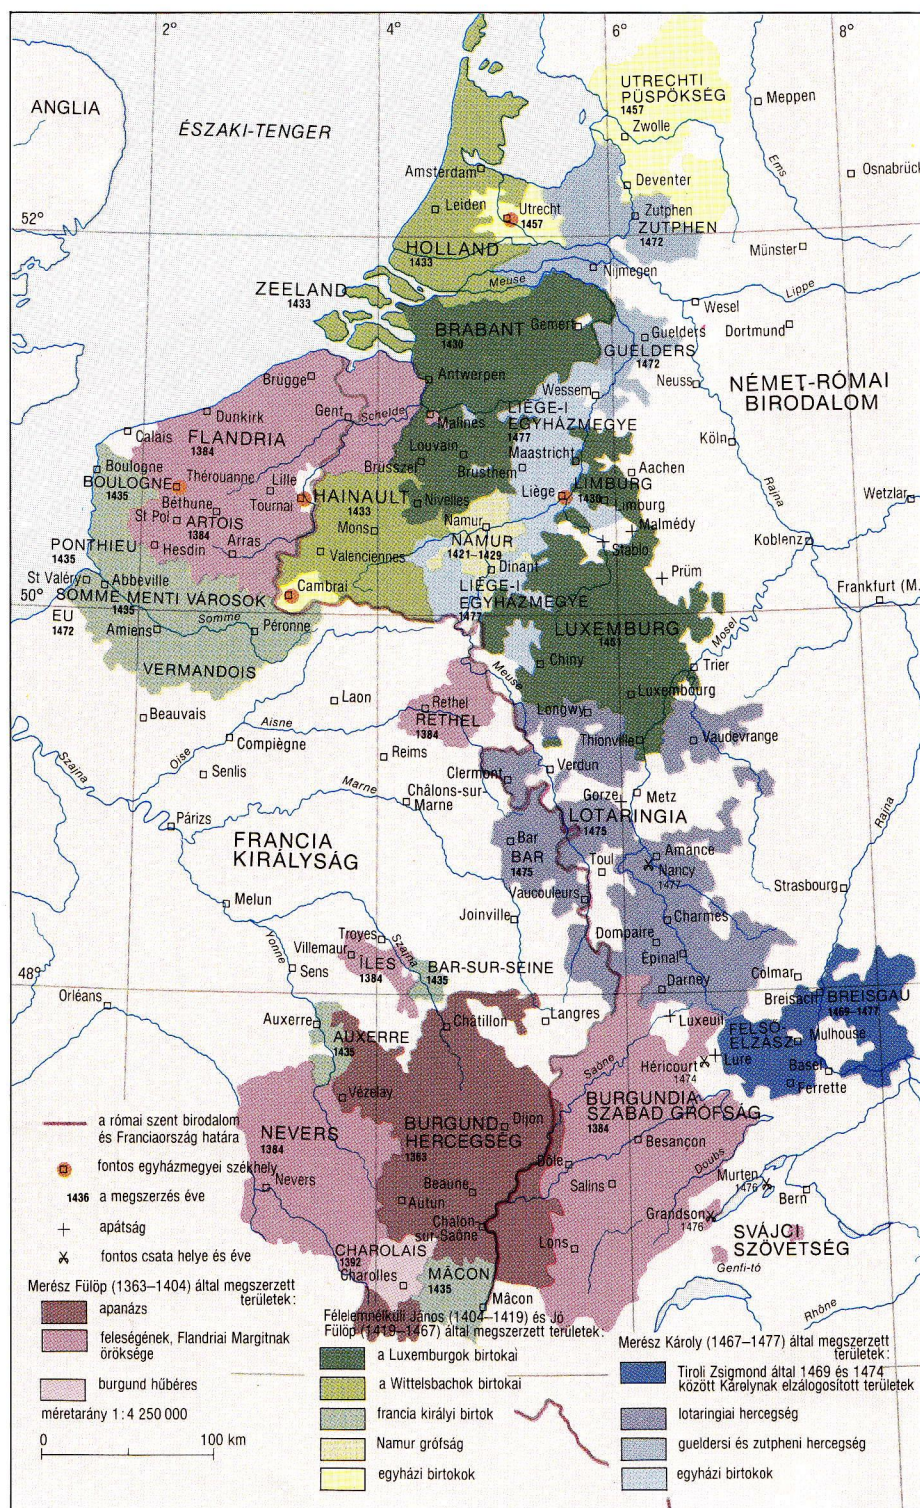 2°
4°
6°
8°
ANGLIA
ÉSZAKI-TENGER
UTRECHTI
PÜSPÖKSÉG
1457
Meppen
Zwolle
Ems
Osnabrück
Amsterdam
Deventer
Leiden
Utrecht
1457
Zutphen
ZUTPHEN
1472
52°
HOLLAND
1433
Münster
Nijmegen
ZEELAND
1433
Meuse
Lippe
Wesel
BRABANT
1430
Gemert
Guelders
Dortmund
GUELDERS
1472
Neuss
NÉMET-RÓMAI
BIRODALOM
Brügge
Antwerpen
Wessem
Dunkirk
Gent
Schelde
Malines
LIÈGE-I
EGYHÁZMEGYE
1477
Calais
FLANDRIA
1384
Köln
Louvain
Maastricht
Boulogne
BOULOGNE
1435
Thérouanne
Lille
Brüsszel
Brusthem
Aachen
Rajna
Béthune
Tournai
HAINAULT
1433
Nivelles
Liège
LIMBURG
1430
Limburg
Wetzlar
St Pol
ARTOIS
1384
Mons
Namur
Malmédy
Koblenz
PONTHIEU
1435
Hesdin
Arras
Valenciennes
NAMUR
1421–1429
Stablo
Dinant
Prüm
St Valéry
Abbeville
Cambrai
LIÈGE-I
EGYHÁZMEGYE
1477
Frankfurt (M.
50°
SOMME MENTI VÁROSOK
1435
EU
1472
Somme
Amiens
Péronne
LUXEMBURG
1451
Mosel
VERMANDOIS
Chiny
Trier
Meuse
Laon
Rethel
RETHEL
1384
Luxembourg
Longwy
Beauvais
Aisne
Compiègne
Thionville
Vaudevrange
Oise
Reims
Szajna
Senlis
Clermont
Verdun
Marne
Châlons-sur-
Marne
Gorze
Metz
Párizs
LOTARINGIA
1475
Rajna
FRANCIA
KIRÁLYSÁG
Bar
BAR
1475
Toul
Amance
Nancy
1477
Strasbourg
Vaucouleurs
Melun
Joinville
Charmes
Yonne
Troyes
Szajna
Dompaire
Villemaur
Épinal
ÎLES
1384
BAR-SUR-SEINE
1435
Sens
Colmar
48°
Darney
Orléans
Breisach
BREISGAU
1469–1477
Auxerre
AUXERRE
1435
Châtillon
Langres
Luxeuil
FELSŐ-
ELZÁSZ
Mulhouse
Saône
Héricourt
1474
Lure
Basel
Ferrette
Vézelay
BURGUNDIA
SZABAD GRÓFSÁG
1384
NEVERS
1384
BURGUND
HERCEGSÉG
1363
Dijon
Besançon
Dôle
Doubs
Nevers
Beaune
Salins
Murten
1476
Autun
Bern
Chalon-
sur-Saône
Grandson
1476
SVÁJCI
SZÖVETSÉG
CHAROLAIS
1392
Lons
Genfi-tó
Charolles
MÂCON
1435
Mâcon
Rhône
a római szent birodalom
és Franciaország határa
fontos egyházmegyei székhely
1436 a megszerzés éve
apátság
fontos csata helye és éve
Merész Fülöp (1363–1404) által megszerzett
területek:
apanázs
feleségének, Flandriai Margitnak
öröksége
burgund hűbéres
méretarány 1:4 250 000
0 100 km
Félelemnélküli János (1404–1419) és Jó
Fülöp (1419–1467) által megszerzett területek:
a Luxemburgok birtokai
a Wittelsbachok birtokai
francia királyi birtok
Namur grófság
egyházi birtokok
Merész Károly (1467–1477) által megszerzett
területek:
Tiroli Zsigmond által 1469 és 1474
között Károlynak elzálogosított területek
lotaringiai hercegség
gueldersi és zutpheni hercegség
egyházi birtokok